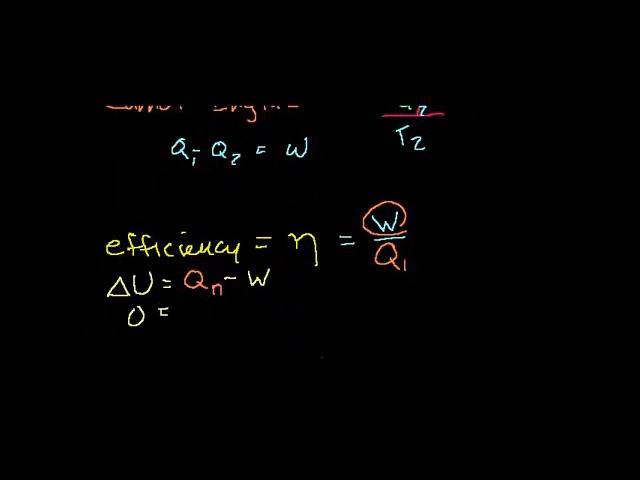 Q₁ - Q₂ = W
T₂
efficiency = η = W / Q₁
ΔU = Qₙ - W
0 =